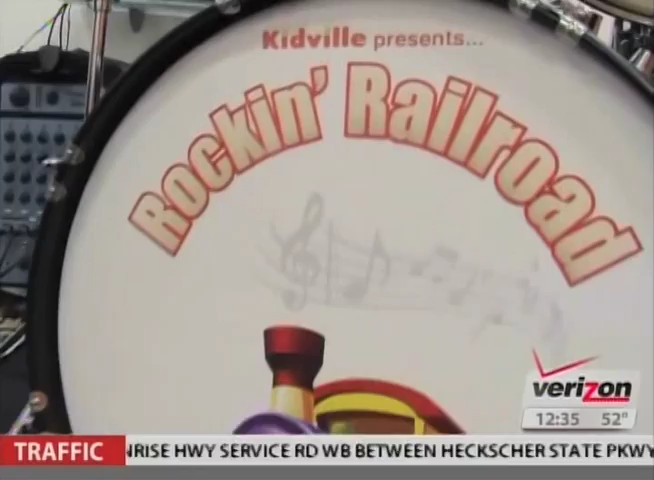 Kidville presents...
Rockin' Railroad
verizon
12:35 52°
TRAFFIC NRISE HWY SERVICE RD WB BETWEEN HECKSCHER STATE PKWY